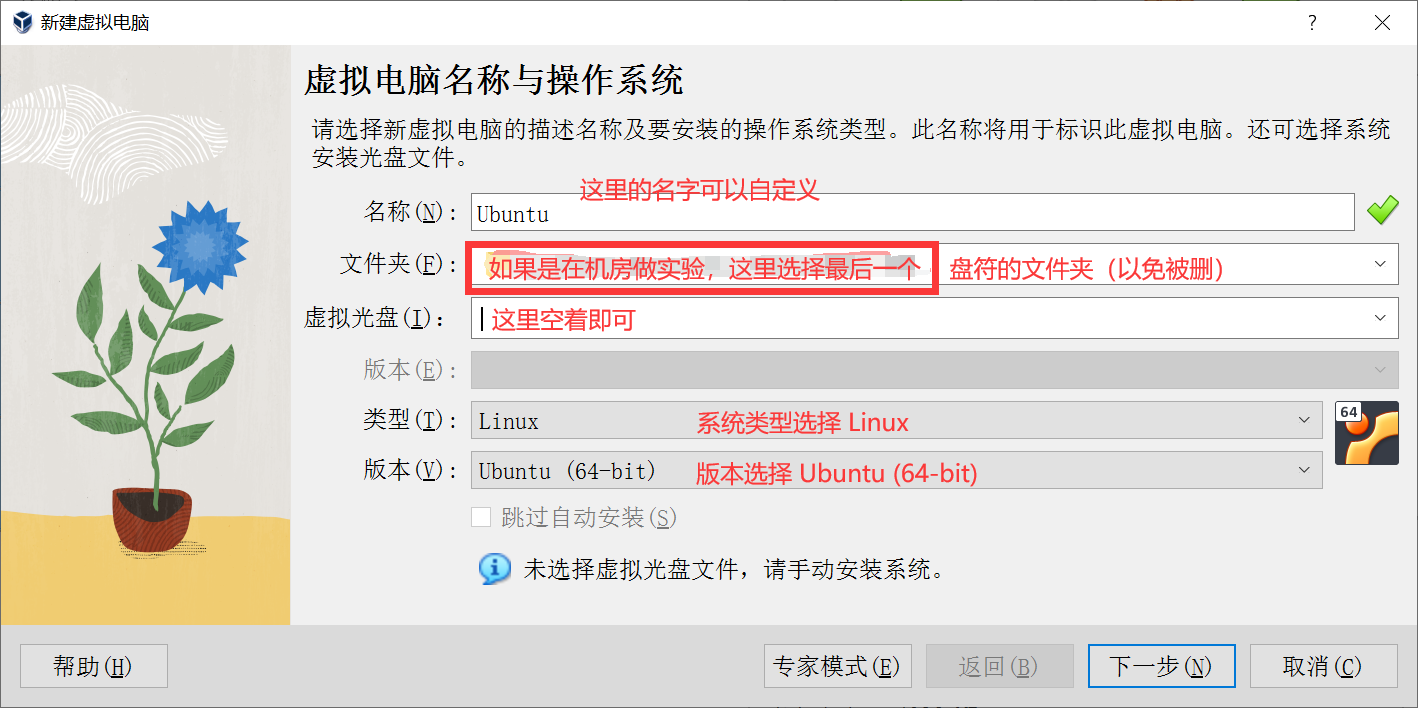 新建虚拟电脑
虚拟电脑名称与操作系统
请选择新虚拟电脑的描述名称及要安装的操作系统类型。此名称将用于标识此虚拟电脑。还可选择系统
安装光盘文件。
这里的名字可以自定义
名称(N)： Ubuntu
文件夹(F)： 如果是在机房做实验，这里选择最后一个 盘符的文件夹（以免被删）
虚拟光盘(I)： 这里空着即可
版本(E)：
类型(T)： Linux 系统类型选择 Linux 64
版本(V)： Ubuntu (64-bit) 版本选择 Ubuntu (64-bit)
跳过自动安装(S)
未选择虚拟光盘文件，请手动安装系统。
帮助(H) 专家模式(E) 返回(B) 下一步(N) 取消(C)